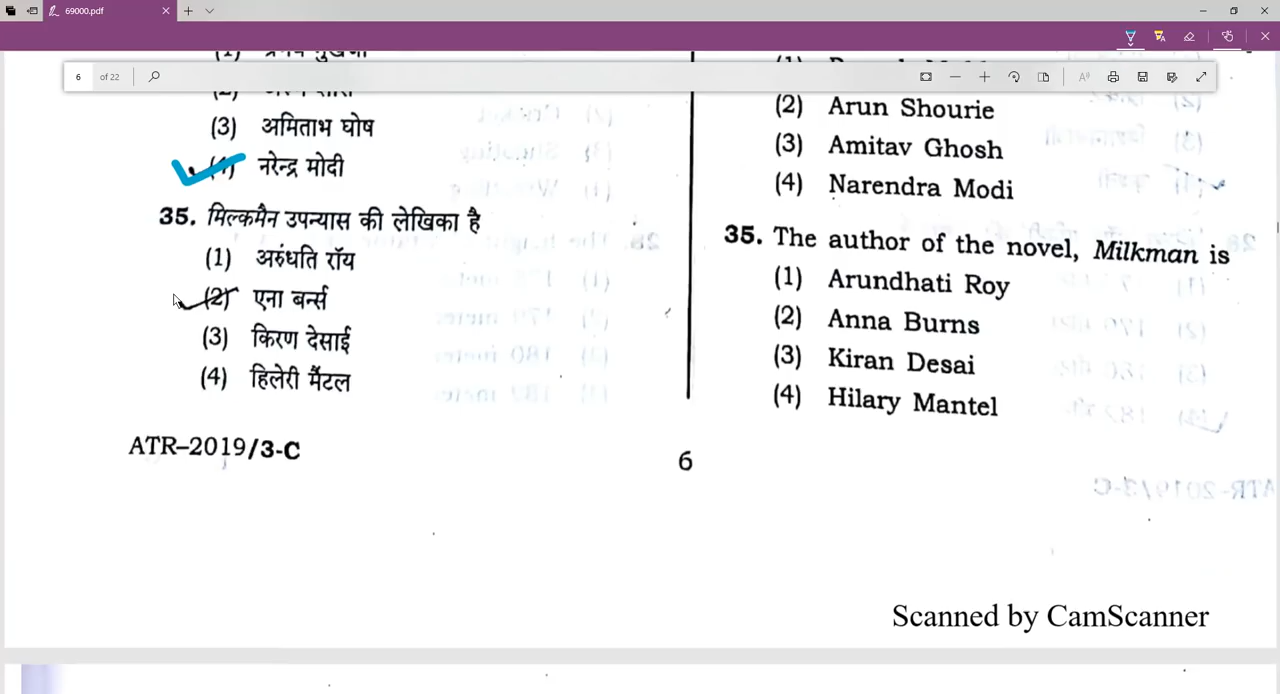 69000.pdf
6 of 22
(3) अमिताभ घोष
(4) नरेन्द्र मोदी
35. मिल्कमैन उपन्यास की लेखिका है
(1) अरुंधति रॉय
(2) एना बर्न्स
(3) किरण देसाई
(4) हिलेरी मैंटल
ATR–2019/3-C
(2) Arun Shourie
(3) Amitav Ghosh
(4) Narendra Modi
35. The author of the novel, Milkman is
(1) Arundhati Roy
(2) Anna Burns
(3) Kiran Desai
(4) Hilary Mantel
6
Scanned by CamScanner